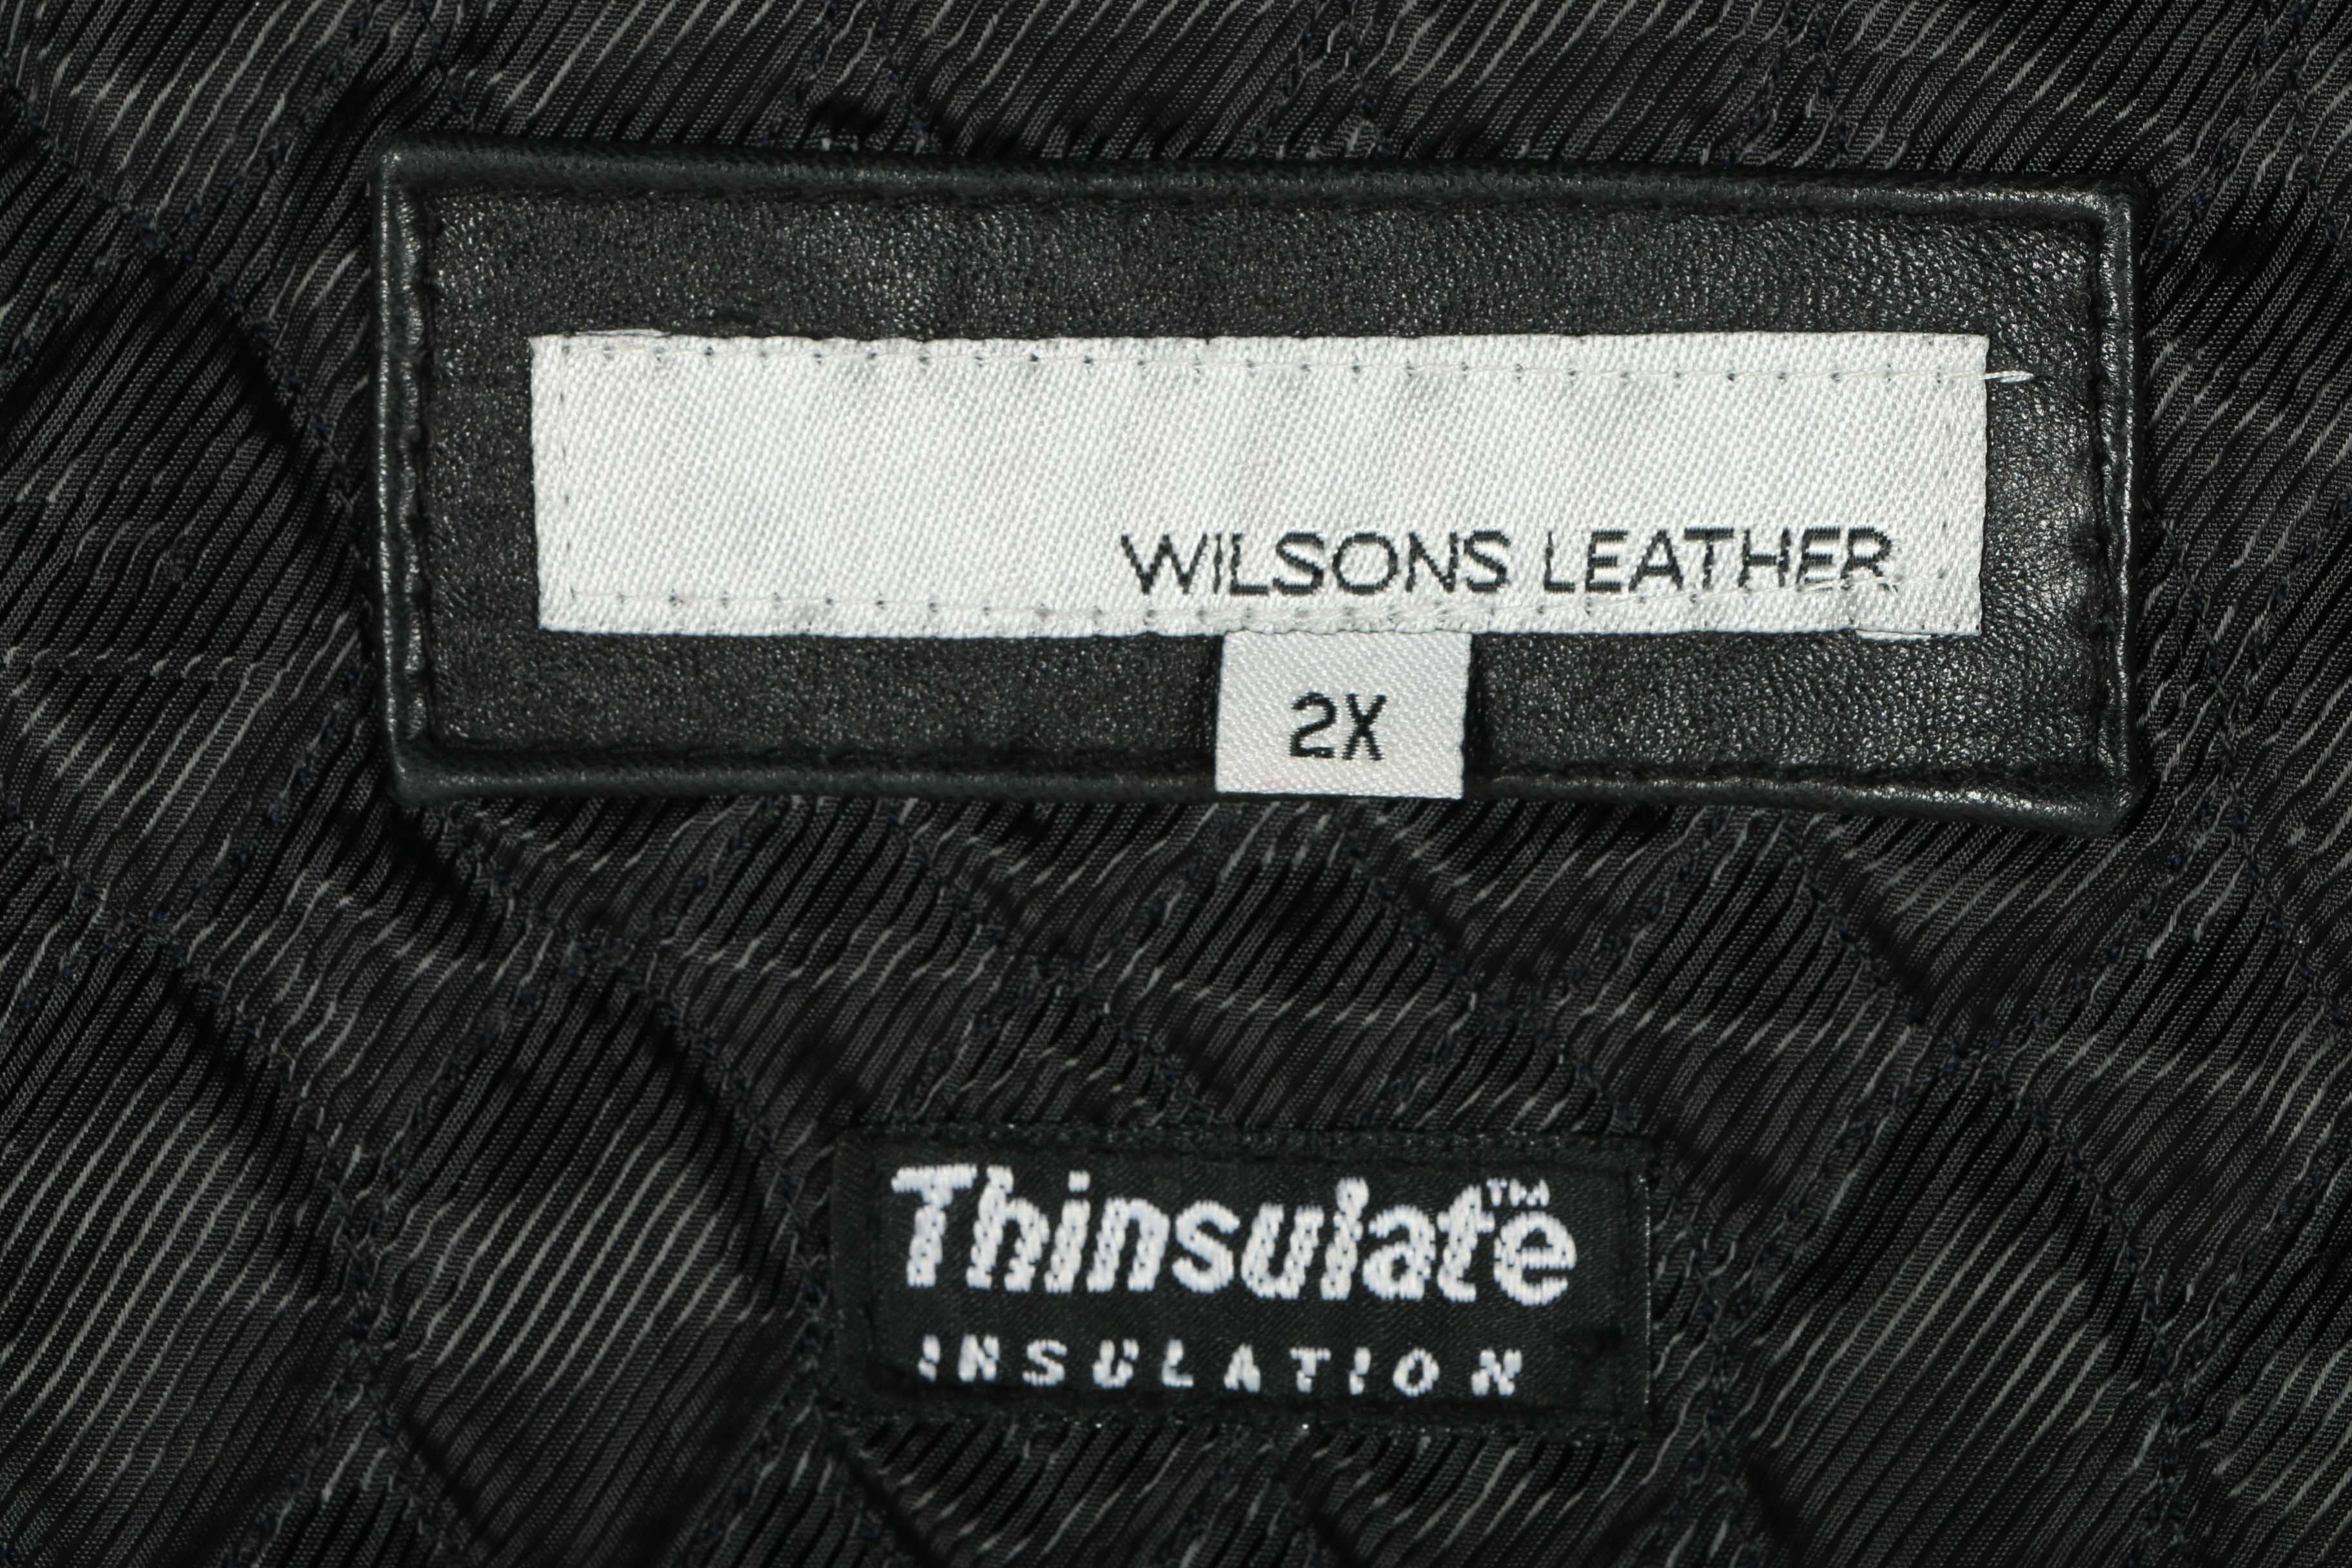 WILSONS LEATHER
2X
Thinsulate™
INSULATION